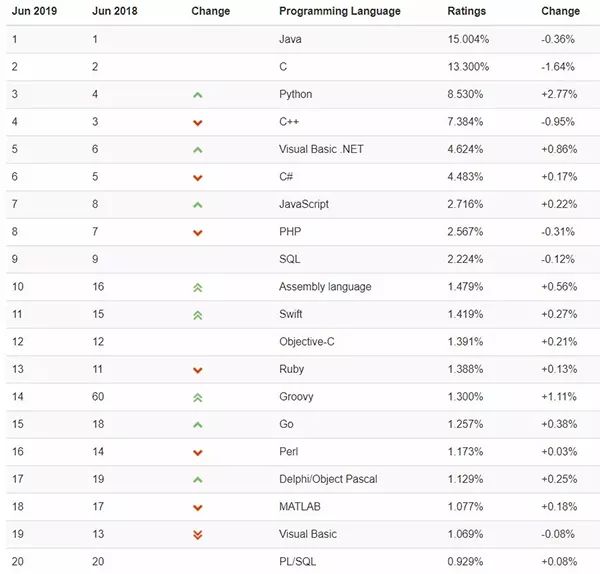 Jun 2019 Jun 2018 Change Programming Language Ratings Change
1 1 Java 15.004% -0.36%
2 2 C 13.300% -1.64%
3 4 Python 8.530% +2.77%
4 3 C++ 7.384% -0.95%
5 6 Visual Basic .NET 4.624% +0.86%
6 5 C# 4.483% +0.17%
7 8 JavaScript 2.716% +0.22%
8 7 PHP 2.567% -0.31%
9 9 SQL 2.224% -0.12%
10 16 Assembly language 1.479% +0.56%
11 15 Swift 1.419% +0.27%
12 12 Objective-C 1.391% +0.21%
13 11 Ruby 1.388% +0.13%
14 60 Groovy 1.300% +1.11%
15 18 Go 1.257% +0.38%
16 14 Perl 1.173% +0.03%
17 19 Delphi/Object Pascal 1.129% +0.25%
18 17 MATLAB 1.077% +0.18%
19 13 Visual Basic 1.069% -0.08%
20 20 PL/SQL 0.929% +0.08%